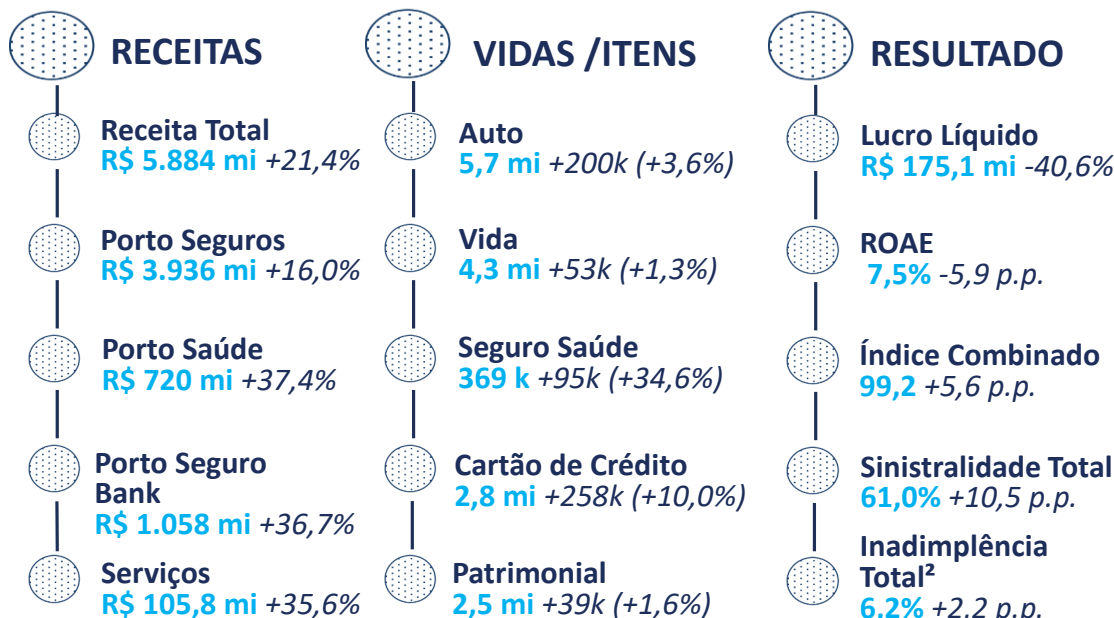 RECEITAS
Receita Total
R$ 5.884 mi +21,4%
Porto Seguros
R$ 3.936 mi +16,0%
Porto Saúde
R$ 720 mi +37,4%
Porto Seguro
Bank
R$ 1.058 mi +36,7%
Serviços
R$ 105,8 mi +35,6%
VIDAS /ITENS
Auto
5,7 mi +200k (+3,6%)
Vida
4,3 mi +53k (+1,3%)
Seguro Saúde
369 k +95k (+34,6%)
Cartão de Crédito
2,8 mi +258k (+10,0%)
Patrimonial
2,5 mi +39k (+1,6%)
RESULTADO
Lucro Líquido
R$ 175,1 mi -40,6%
ROAE
7,5% -5,9 p.p.
Índice Combinado
99,2 +5,6 p.p.
Sinistralidade Total
61,0% +10,5 p.p.
Inadimplência
Total²
6,2% +2,2 p.p.